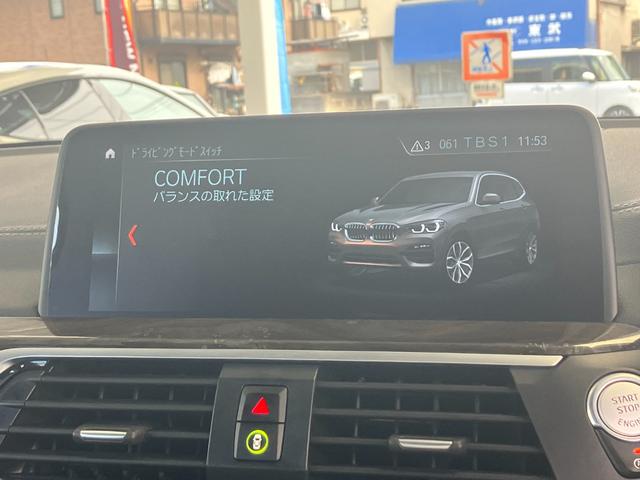 東武
ドライビングモードスイッチ
3 061 TBS1 11:53
COMFORT
バランスの取れた設定
START
STOP
ENGINE